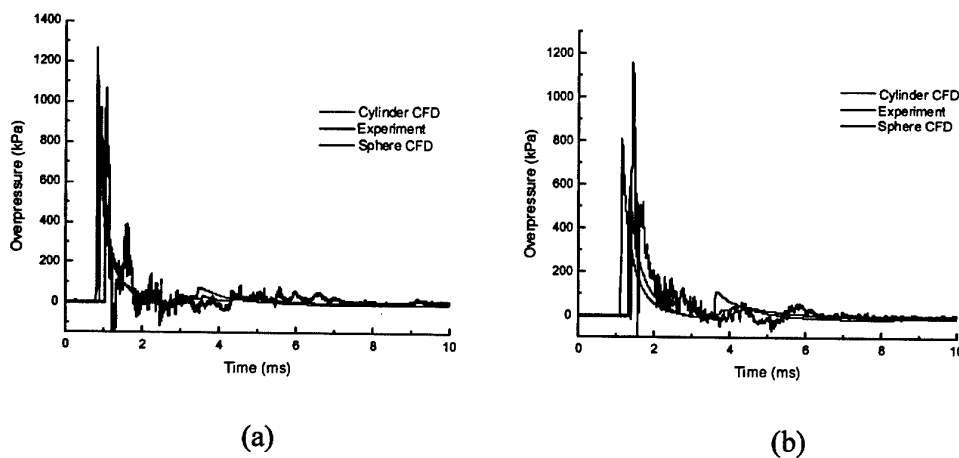 1400
1200
1000
800
600
400
200
0
Overpressure (kPa)
Cylinder CFD
Experiment
Sphere CFD
0 2 4 6 8 10
Time (ms)
(a)
1200
1000
800
600
400
200
0
Overpressure (kPa)
Cylinder CFD
Experiment
Sphere CFD
0 2 4 6 8 10
Time (ms)
(b)